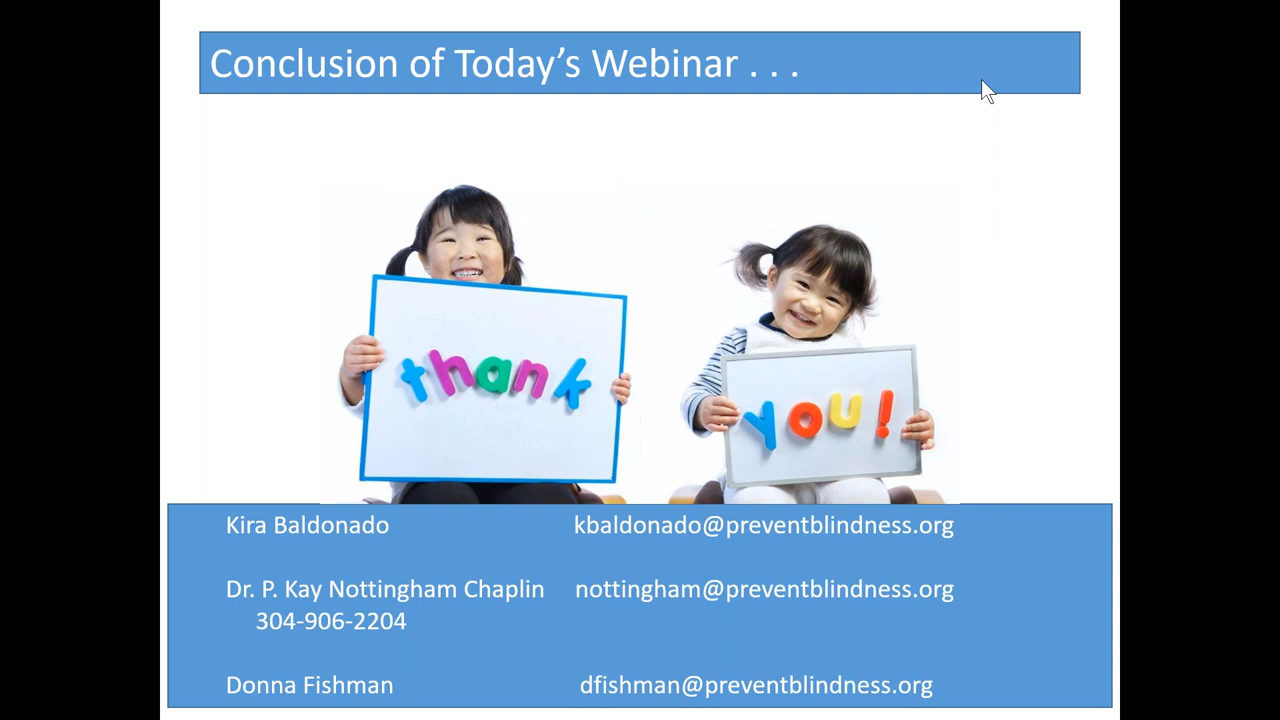 Conclusion of Today’s Webinar . . .
thank
you!
Kira Baldonado kbaldonado@preventblindness.org
Dr. P. Kay Nottingham Chaplin nottingham@preventblindness.org
304-906-2204
Donna Fishman dfishman@preventblindness.org